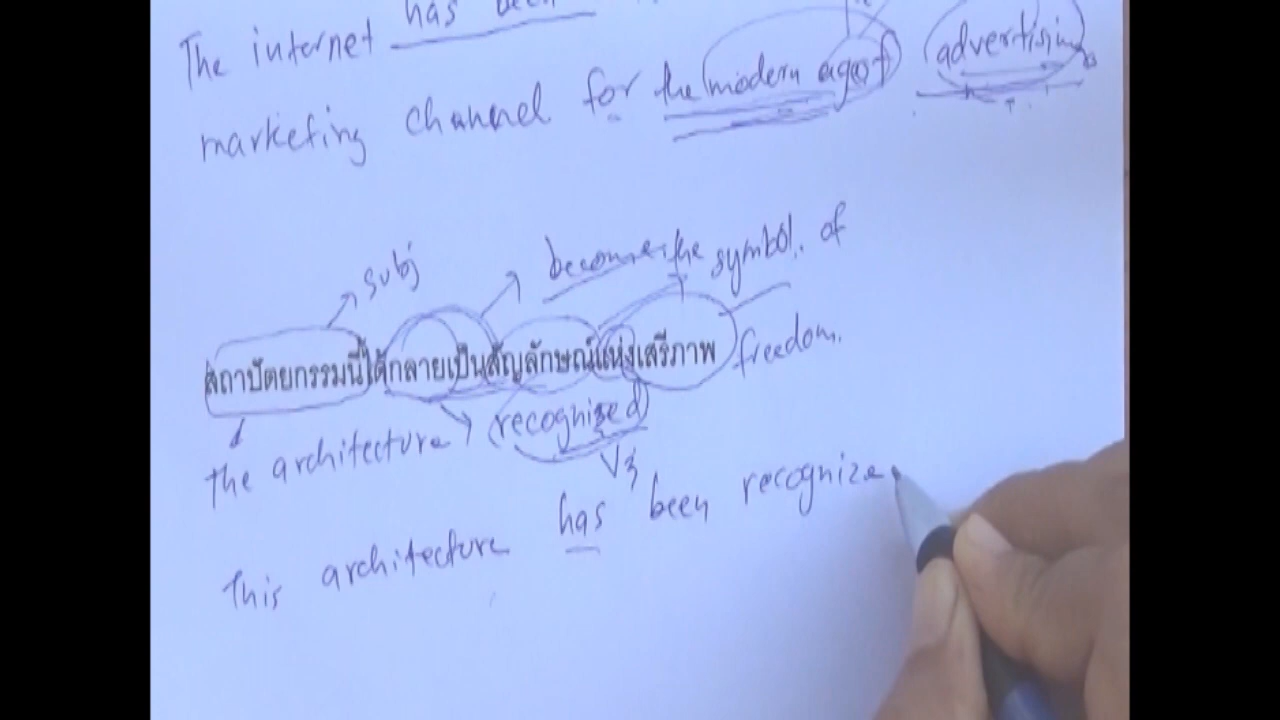 The internet has been
marketing channel for the modern age of advertising
subj
become the symbol of
สถาปัตยกรรมนี้ได้กลายเป็นสัญลักษณ์แห่งเสรีภาพ
freedom.
the architecture
recognized
V3
This architecture has been recognize